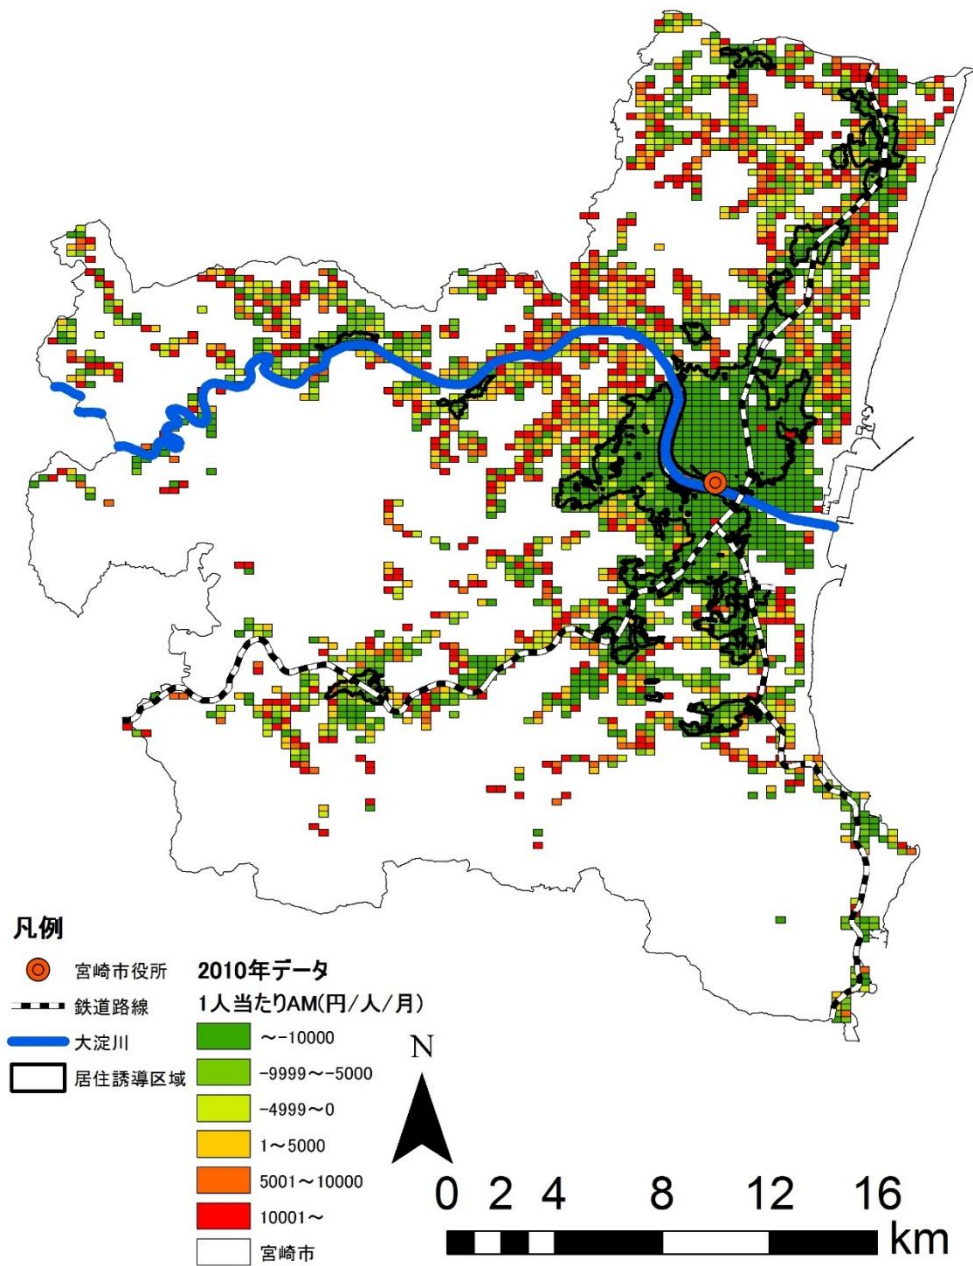 凡例
宮崎市役所
鉄道路線
大淀川
居住誘導区域
2010年データ
1人当たりAM(円/人/月)
～-10000
-9999～-5000
-4999～0
1～5000
5001～10000
10001～
宮崎市
N
0 2 4 8 12 16
km